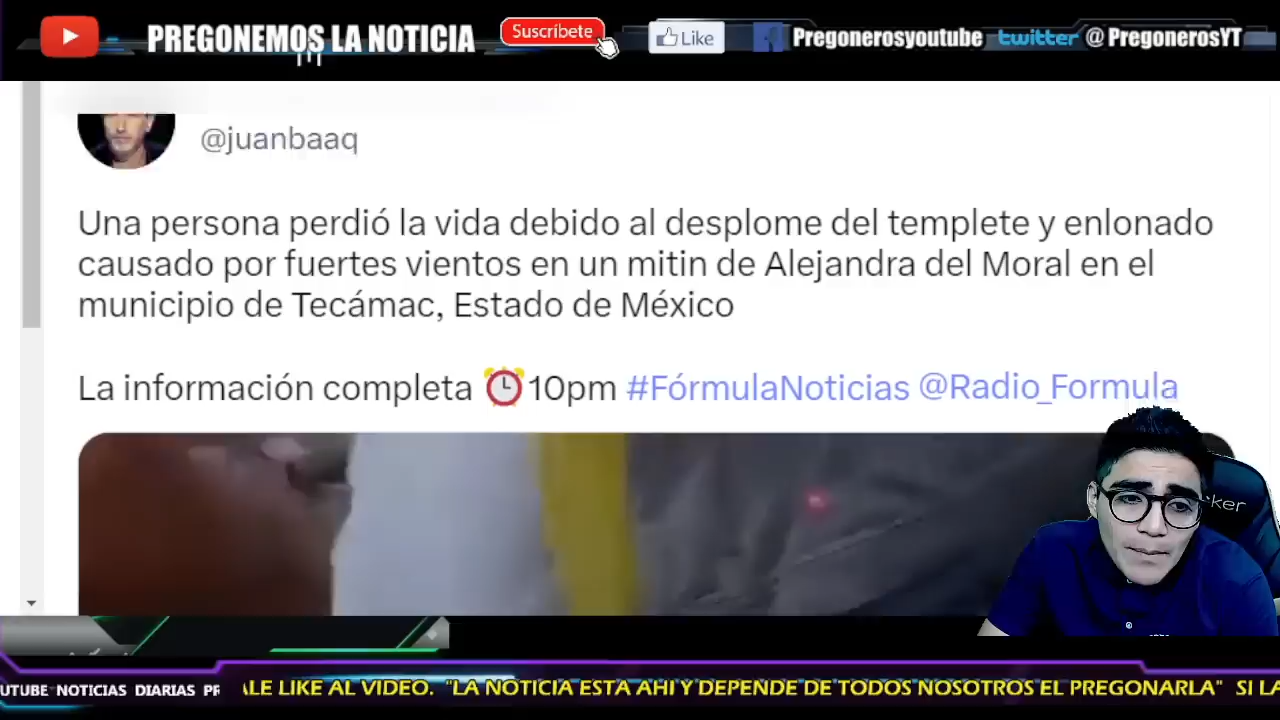 PREGONEMOS LA NOTICIA
Suscríbete
Like
Pregonerosyoutube
twitter @PregonerosYT
@juanbaaq
Una persona perdió la vida debido al desplome del templete y enlonado
causado por fuertes vientos en un mitin de Alejandra del Moral en el
municipio de Tecámac, Estado de México
La información completa ⏰10pm #FórmulaNoticias @Radio_Formula
ker
UTUBE NOTICIAS DIARIAS PR
ALE LIKE AL VIDEO. "LA NOTICIA ESTA AHI Y DEPENDE DE TODOS NOSOTROS EL PREGONARLA" SI LA